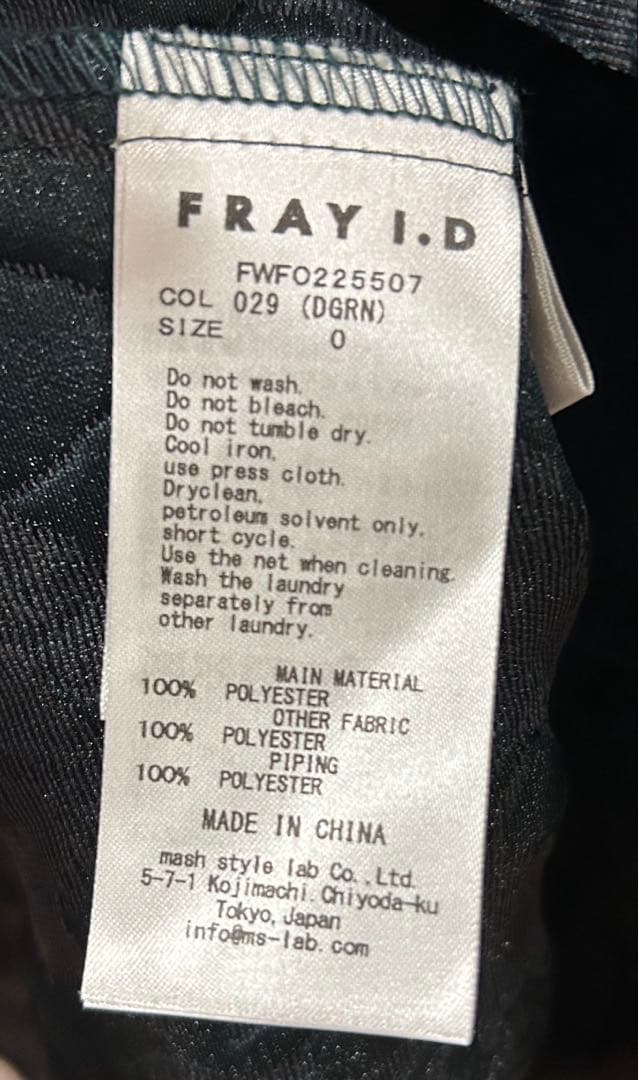 FRAY I.D
FWFO225507
COL 029 (DGRN)
SIZE 0
Do not wash.
Do not bleach.
Do not tumble dry.
Cool iron,
use press cloth.
Dryclean,
petroleum solvent only,
short cycle.
Use the net when cleaning.
Wash the laundry
separately from
other laundry.
MAIN MATERIAL
100% POLYESTER
OTHER FABRIC
100% POLYESTER
PIPING
100% POLYESTER
MADE IN CHINA
mash style lab Co.,Ltd.
5-7-1 Kojimachi Chiyoda-ku
Tokyo, Japan
info@ms-lab.com